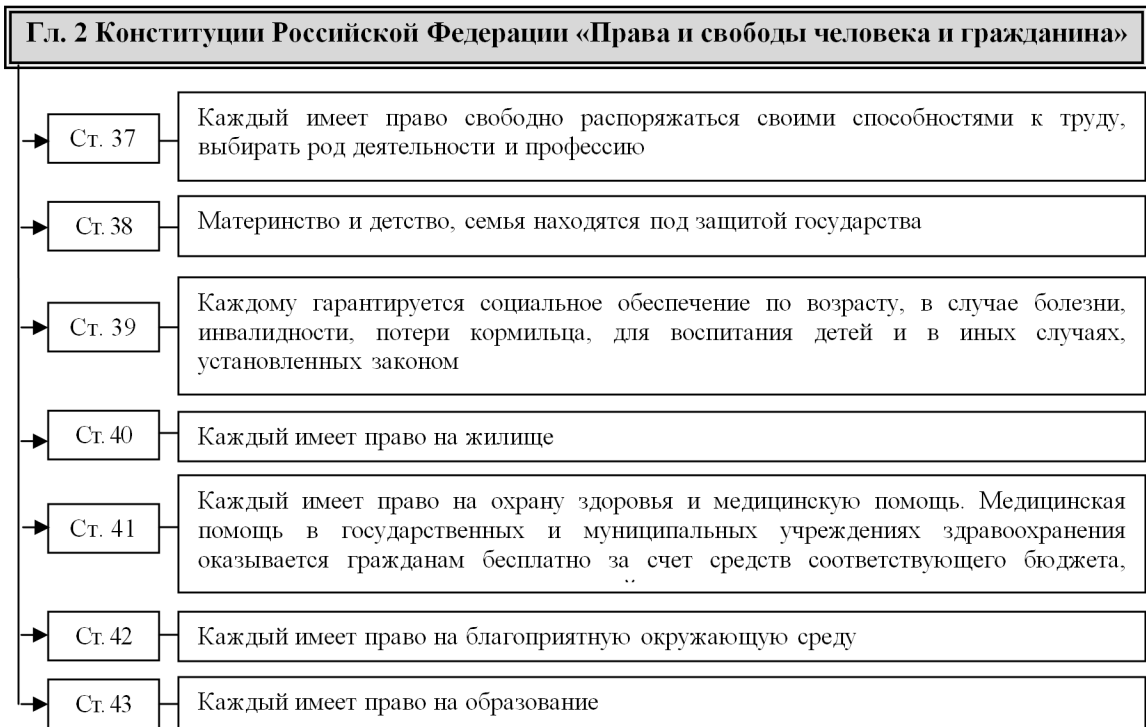 Гл. 2 Конституции Российской Федерации «Права и свободы человека и гражданина»
Ст. 37
Каждый имеет право свободно распоряжаться своими способностями к труду,
выбирать род деятельности и профессию
Ст. 38
Материнство и детство, семья находятся под защитой государства
Ст. 39
Каждому гарантируется социальное обеспечение по возрасту, в случае болезни,
инвалидности, потери кормильца, для воспитания детей и в иных случаях,
установленных законом
Ст. 40
Каждый имеет право на жилище
Ст. 41
Каждый имеет право на охрану здоровья и медицинскую помощь. Медицинская
помощь в государственных и муниципальных учреждениях здравоохранения
оказывается гражданам бесплатно за счет средств соответствующего бюджета,
Ст. 42
Каждый имеет право на благоприятную окружающую среду
Ст. 43
Каждый имеет право на образование